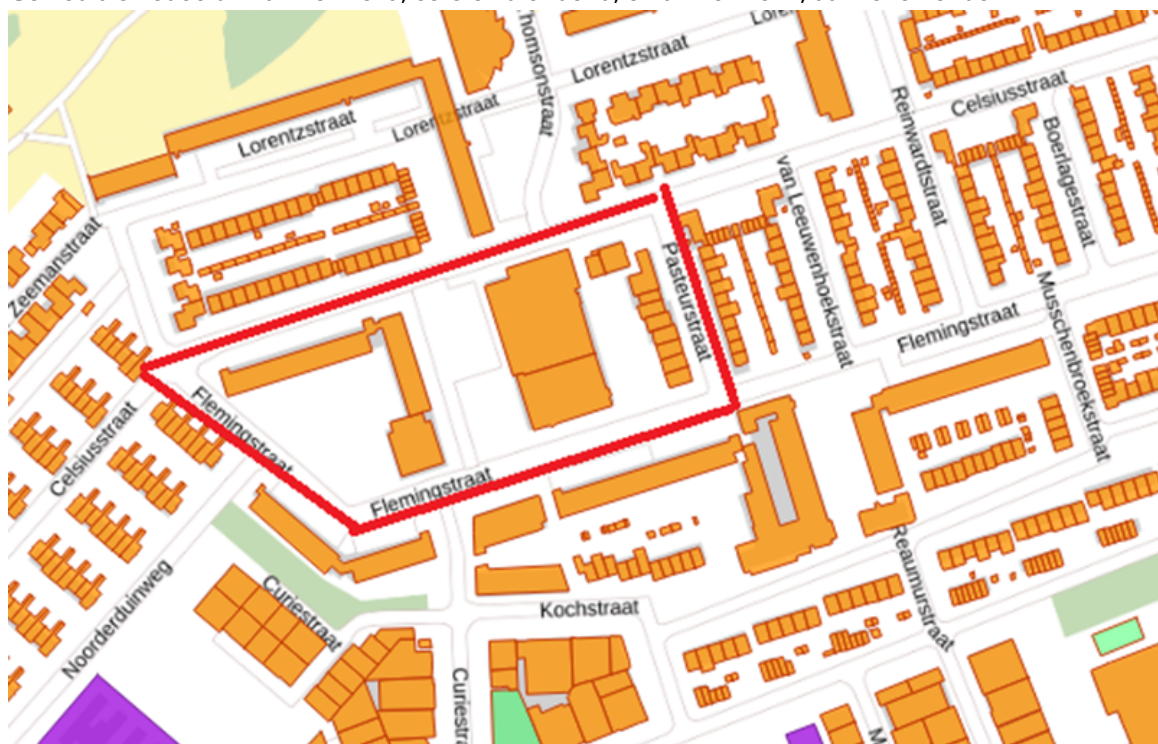 Thomsonstraat
Lorentzstraat
Lorentzstraat
Lorentzstraat
Reinwardtstraat
Celsiusstraat
Boerlagestraat
van Leeuwenhoekstraat
Zeemanstraat
Pasteurstraat
Musschenbroekstraat
Flemingstraat
Flemingstraat
Celsiusstraat
Flemingstraat
Noorderduinweg
Curiestraat
Kochstraat
Reaumurstraat